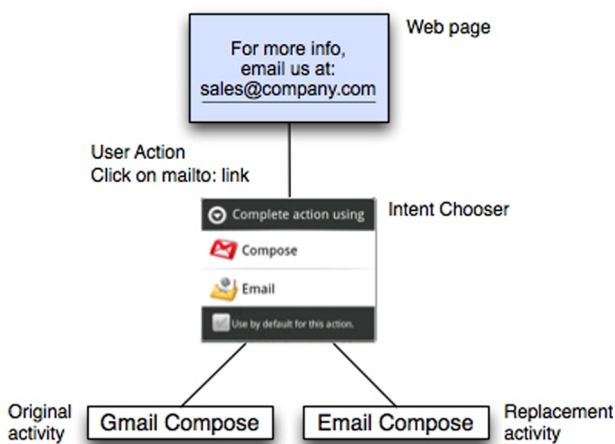 Web page
For more info,
email us at:
sales@company.com
User Action
Click on mailto: link
Intent Chooser
Complete action using
Compose
Email
Use by default for this action.
Original
activity
Gmail Compose
Email Compose
Replacement
activity